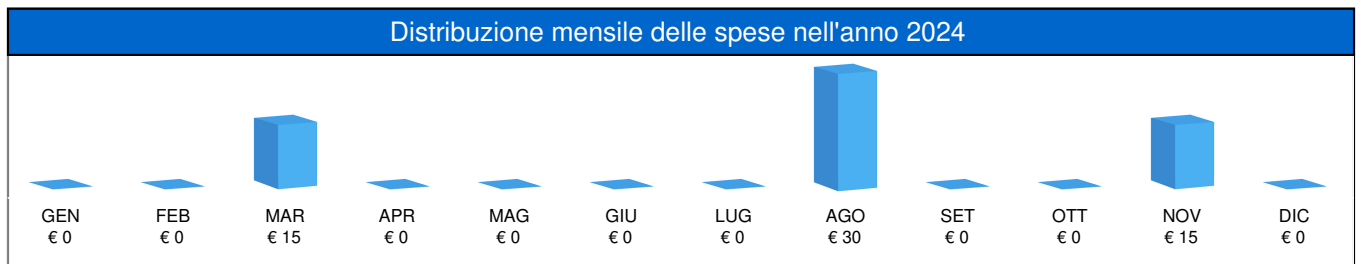 Distribuzione mensile delle spese nell'anno 2024
GEN FEB MAR APR MAG GIU LUG AGO SET OTT NOV DIC
€ 0 € 0 € 15 € 0 € 0 € 0 € 0 € 30 € 0 € 0 € 15 € 0